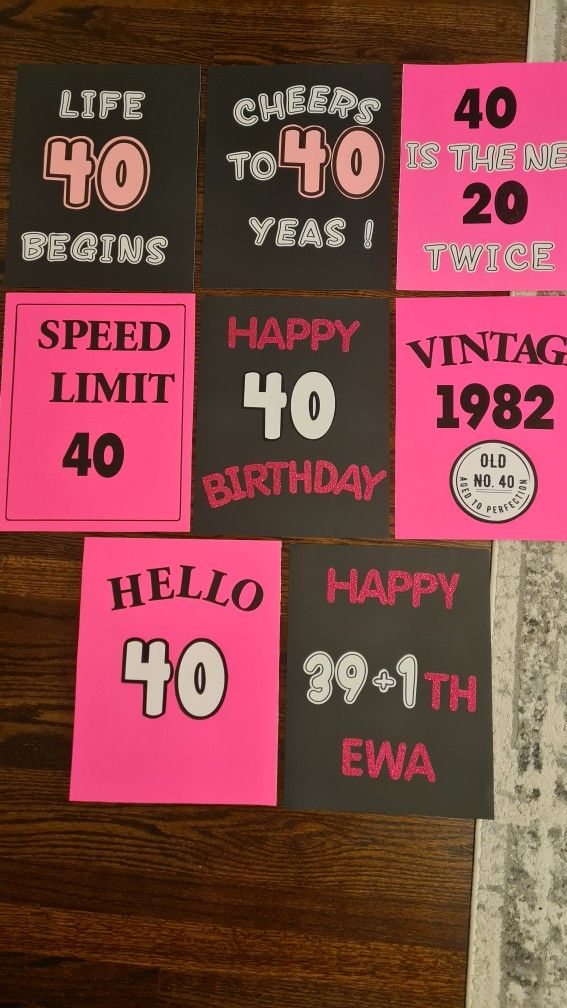 LIFE
40
BEGINS
CHEERS
TO 40
YEAS !
40
IS THE NE
20
TWICE
SPEED
LIMIT
40
HAPPY
40
BIRTHDAY
VINTAG
1982
OLD
NO. 40
AGED TO PERFECTION
HELLO
40
HAPPY
39+1TH
EWA